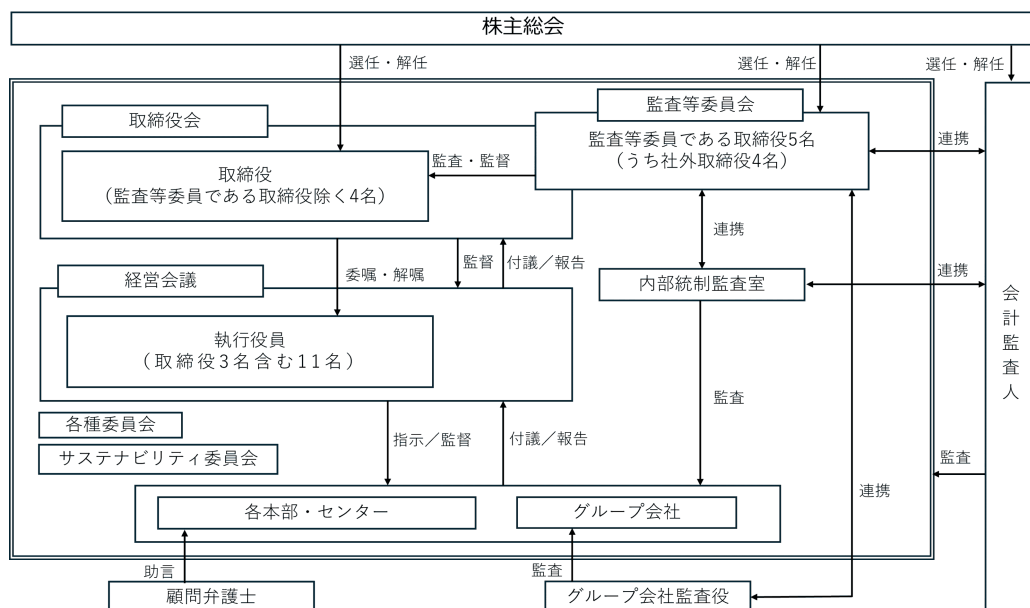 株主総会
選任・解任
選任・解任
選任・解任
取締役会
監査等委員会
監査等委員である取締役5名
(うち社外取締役4名)
連携
取締役
(監査等委員である取締役除く4名)
監査・監督
連携
委嘱・解嘱
監督
付議/報告
経営会議
内部統制監査室
連携
会計監査人
執行役員
(取締役3名含む11名)
監査
各種委員会
指示/監督
付議/報告
サステナビリティ委員会
監査
連携
各本部・センター
グループ会社
助言
監査
顧問弁護士
グループ会社監査役